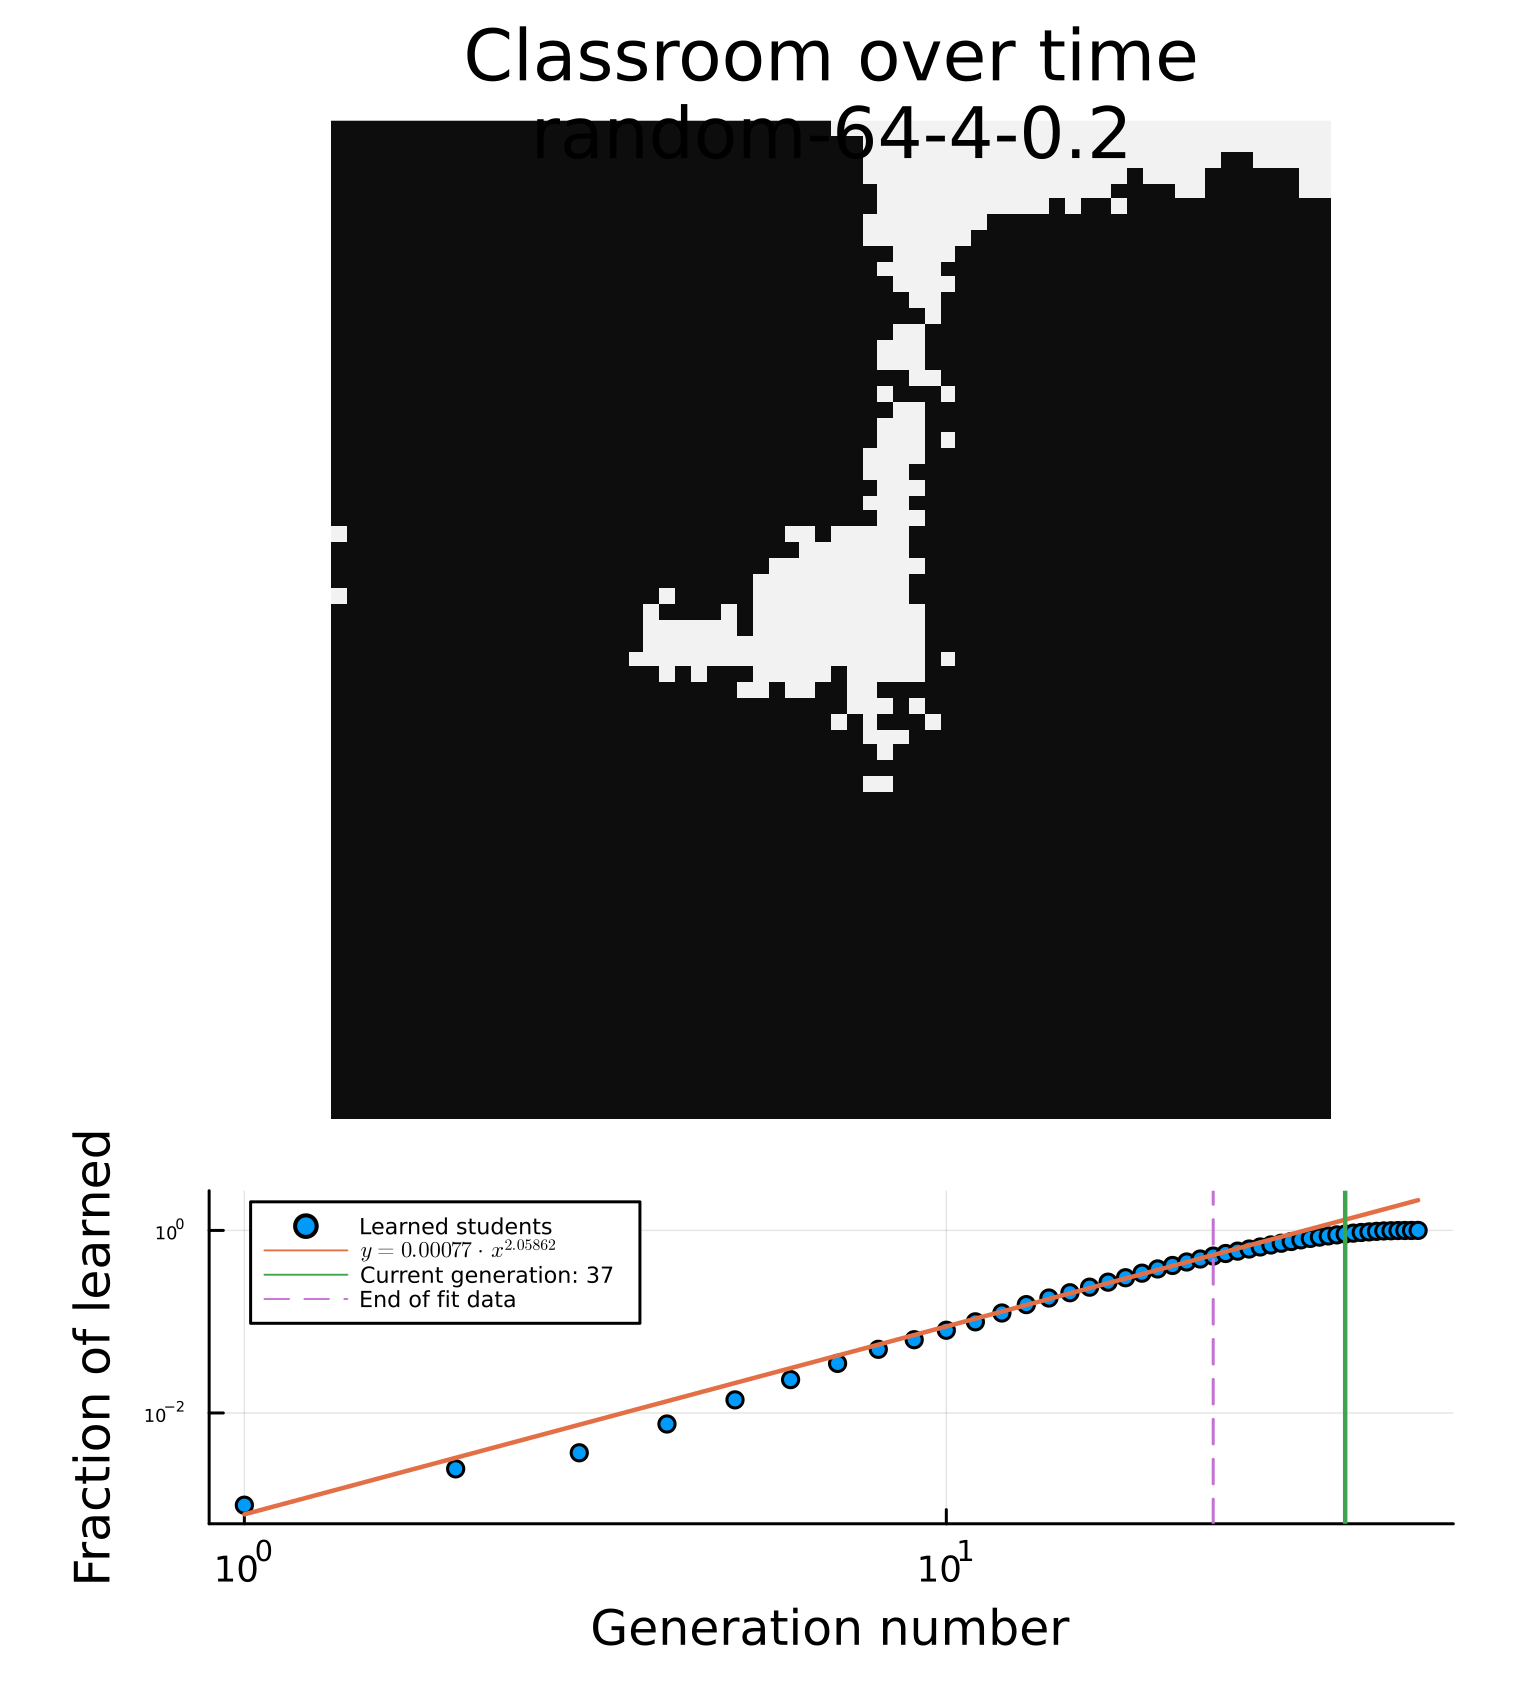 Classroom over time
random-64-4-0.2
Fraction of learned
10⁰
10⁻²
Learned students
y = 0.00077 · x^2.05862
Current generation: 37
End of fit data
10⁰
10¹
Generation number